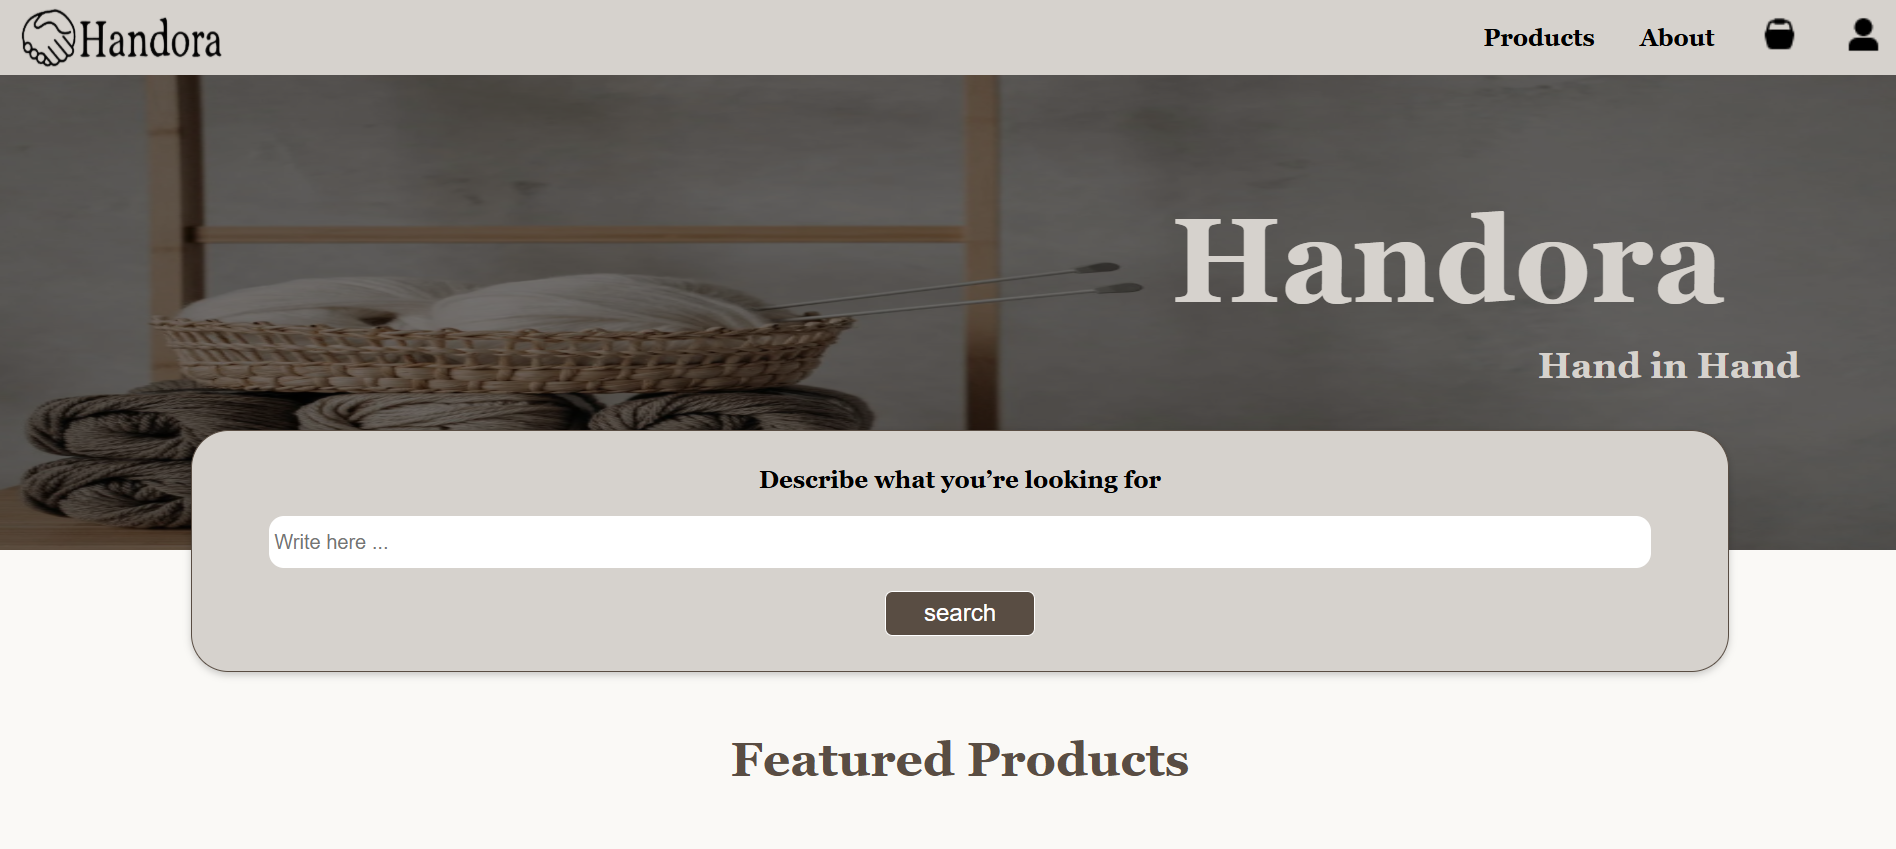 Handora
Products
About
Handora
Hand in Hand
Describe what you’re looking for
Write here ...
search
Featured Products